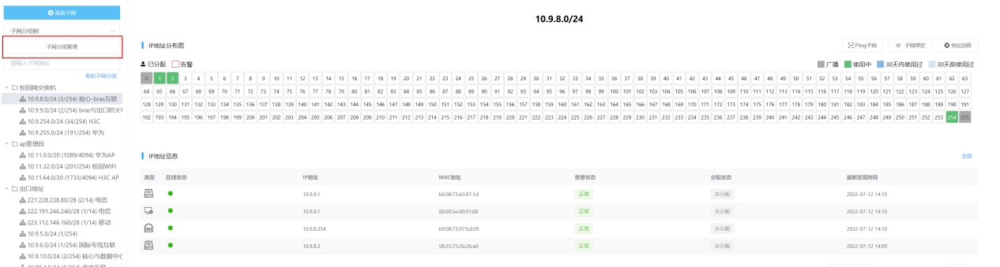 添加子网
子网分组树
子网分组管理
请输入子网地址
收起子网分组
校园网交换机
10.9.8.0/24 (3/254) 核心-bras互联
10.9.9.0/24 (2/254) bras与出口防火
10.9.254.0/24 (34/254) H3C
10.9.255.0/24 (191/254) 华为
ap管理段
10.11.0.0/20 (1089/4094) 华为AP
10.11.32.0/24 (201/254) 校园WIFI
10.11.64.0/20 (1733/4094) H3C AP
出口地址
221.228.238.80/28 (2/14) 电信
222.191.246.240/28 (1/14) 电信
223.112.146.160/28 (1/14) 移动
10.9.5.0/24 (1/254)
10.9.6.0/24 (1/254) 国际专线互联
10.9.10.0/24 (2/254) 核心与数据中心
10.9.8.0/24
IP地址分布图
Ping子网 子网绑定 地址回收
已分配 告警 广播 使用中 30天内使用过 30天前使用过
0 1 2 3 4 5 6 7 8 9 10 11 12 13 14 15 16 17 18 19 20 21 22 23 24 25 26 27 28 29 30 31 32 33 34 35 36 37 38 39 40 41 42 43 44 45 46 47 48 49 50 51 52 53 54 55 56 57 58 59 60 61 62 63
64 65 66 67 68 69 70 71 72 73 74 75 76 77 78 79 80 81 82 83 84 85 86 87 88 89 90 91 92 93 94 95 96 97 98 99 100 101 102 103 104 105 106 107 108 109 110 111 112 113 114 115 116 117 118 119 120 121 122 123 124 125 126 127
128 129 130 131 132 133 134 135 136 137 138 139 140 141 142 143 144 145 146 147 148 149 150 151 152 153 154 155 156 157 158 159 160 161 162 163 164 165 166 167 168 169 170 171 172 173 174 175 176 177 178 179 180 181 182 183 184 185 186 187 188 189 190 191
192 193 194 195 196 197 198 199 200 201 202 203 204 205 206 207 208 209 210 211 212 213 214 215 216 217 218 219 220 221 222 223 224 225 226 227 228 229 230 231 232 233 234 235 236 237 238 239 240 241 242 243 244 245 246 247 248 249 250 251 252 253 254 255
IP地址信息
全部
类型 在线状态 IP地址 MAC地址 告警状态 分配状态 最新发现时间
10.9.8.1 b0:08:75:63:87:1d 正常 未分配 2022-07-12 14:10
10.9.8.1 00:00:5e:00:01:08 正常 未分配 2022-07-12 14:10
10.9.8.254 b0:08:75:97:bd:09 正常 未分配 2022-07-12 14:10
10.9.8.2 58:25:75:2b:2b:a0 正常 未分配 2022-07-12 14:09